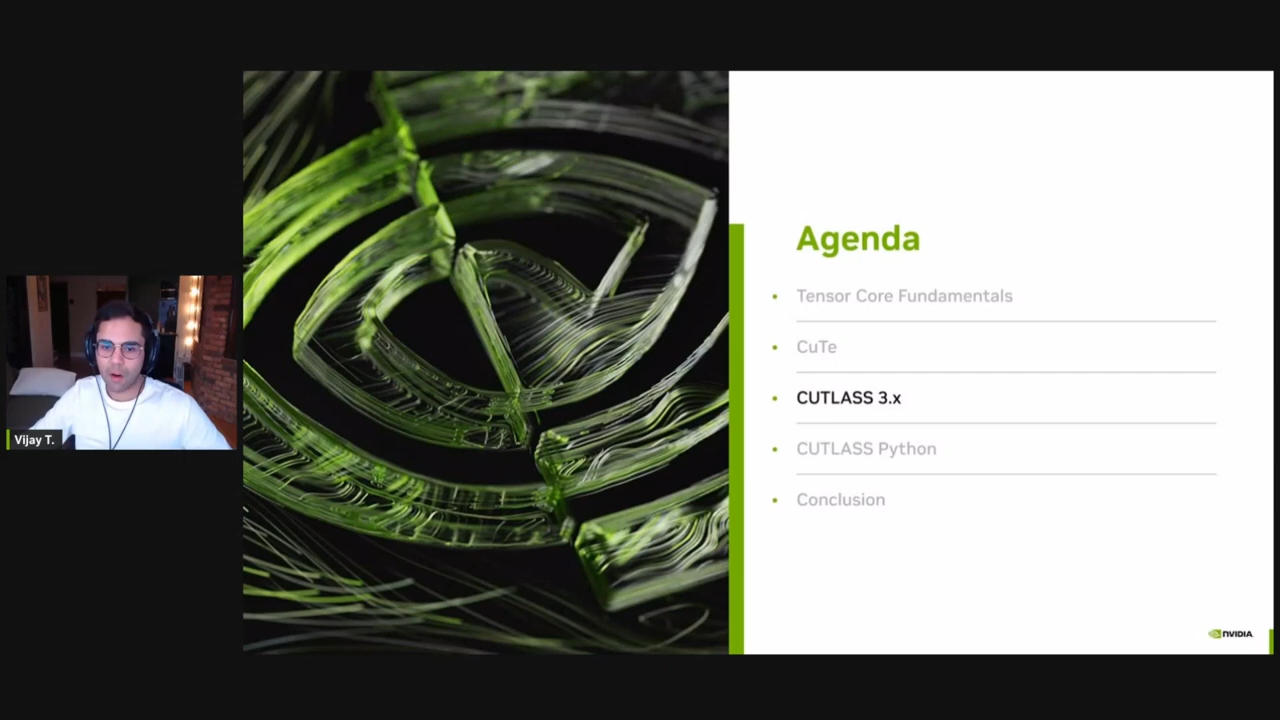 Agenda
Tensor Core Fundamentals
CuTe
CUTLASS 3.x
CUTLASS Python
Conclusion
Vijay T.
NVIDIA